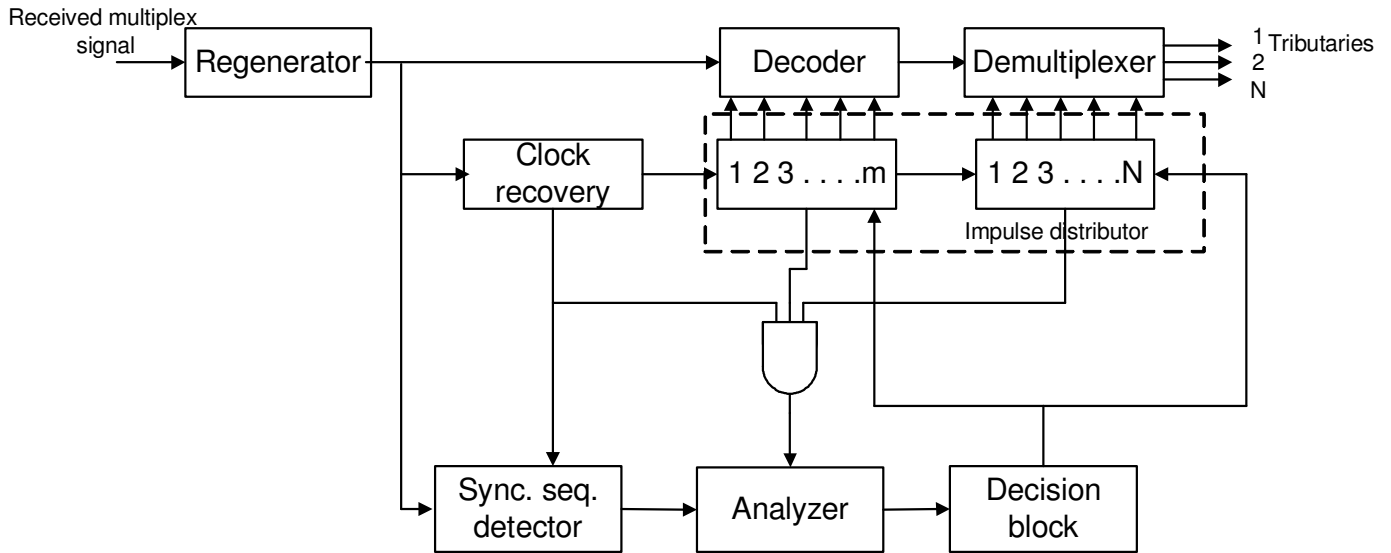 Received multiplex
signal
Regenerator
Decoder
Demultiplexer
1
2
N
Tributaries
Clock
recovery
1 2 3 . . . .m
1 2 3 . . . .N
Impulse distributor
Sync. seq.
detector
Analyzer
Decision
block